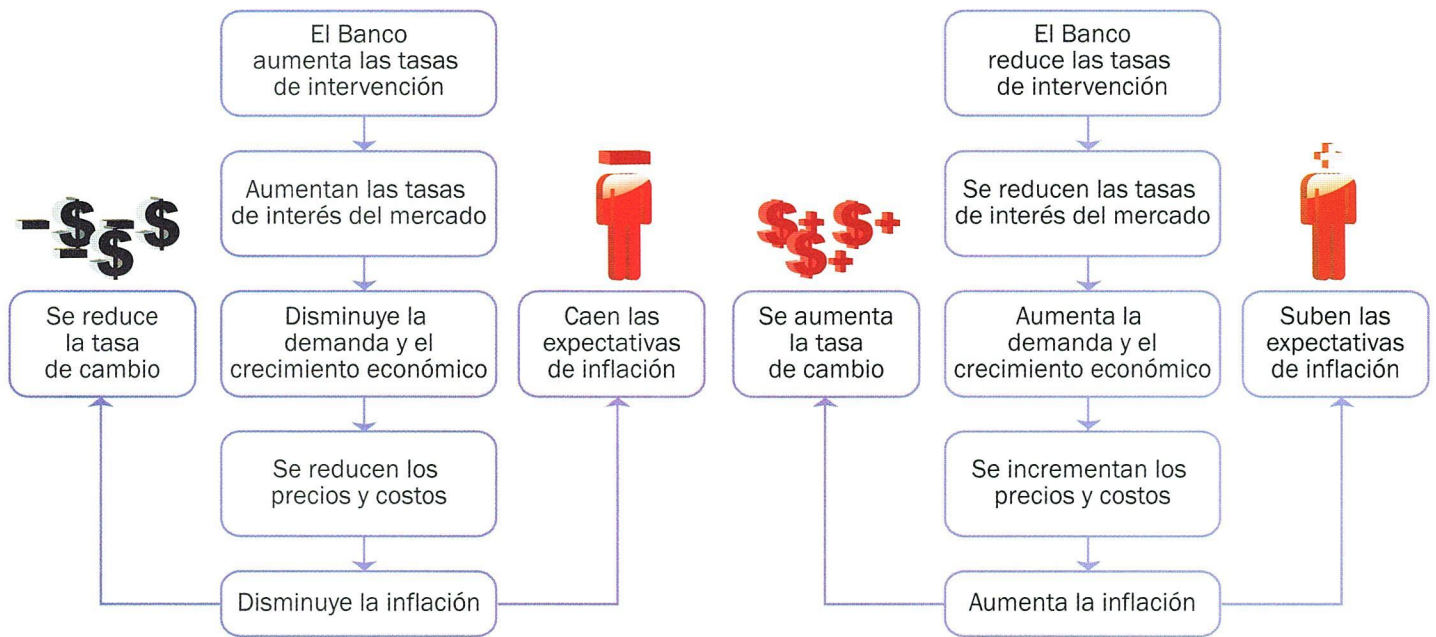 El Banco
aumenta las tasas
de intervención
Aumentan las tasas
de interés del mercado
- $ - $
- $
Se reduce
la tasa
de cambio
Disminuye la
demanda y el
crecimiento económico
Caen las
expectativas
de inflación
Se reducen los
precios y costos
Disminuye la inflación
El Banco
reduce las tasas
de intervención
Se reducen las tasas
de interés del mercado
$ + $ +
$ +
Se aumenta
la tasa
de cambio
Aumenta la
demanda y el
crecimiento económico
Suben las
expectativas
de inflación
Se incrementan los
precios y costos
Aumenta la inflación